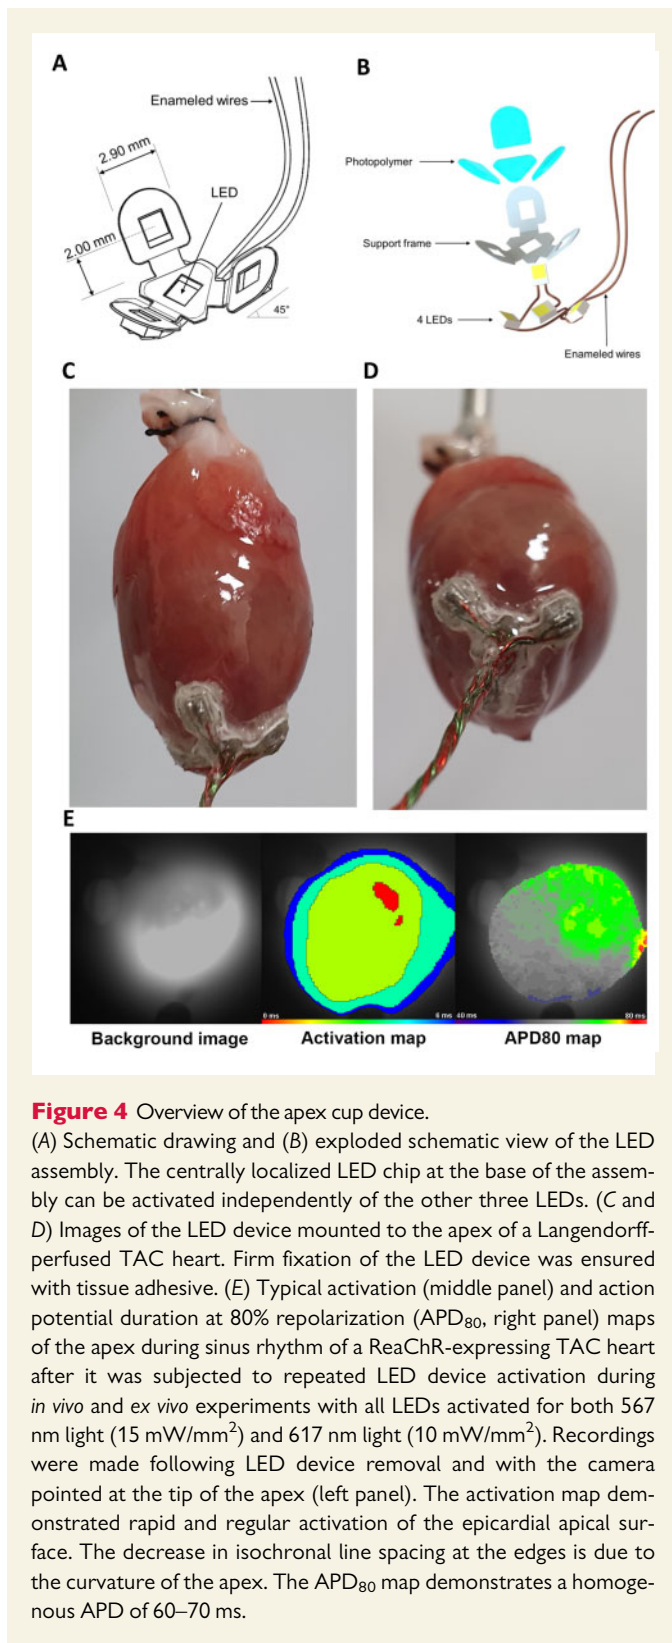 A
B
Enameled wires
2.90 mm
Photopolymer
LED
2.00 mm
Support frame
45°
4 LEDs
Enameled wires
C
D
E
0 ms
6 ms
40 ms
80 ms
Background image
Activation map
APD80 map
Figure 4 Overview of the apex cup device.
(A) Schematic drawing and (B) exploded schematic view of the LED
assembly. The centrally localized LED chip at the base of the assem-
bly can be activated independently of the other three LEDs. (C and
D) Images of the LED device mounted to the apex of a Langendorff-
perfused TAC heart. Firm fixation of the LED device was ensured
with tissue adhesive. (E) Typical activation (middle panel) and action
potential duration at 80% repolarization (APD80, right panel) maps
of the apex during sinus rhythm of a ReaChR-expressing TAC heart
after it was subjected to repeated LED device activation during
in vivo and ex vivo experiments with all LEDs activated for both 567
nm light (15 mW/mm²) and 617 nm light (10 mW/mm²). Recordings
were made following LED device removal and with the camera
pointed at the tip of the apex (left panel). The activation map dem-
onstrated rapid and regular activation of the epicardial apical sur-
face. The decrease in isochronal line spacing at the edges is due to
the curvature of the apex. The APD80 map demonstrates a homoge-
nous APD of 60–70 ms.